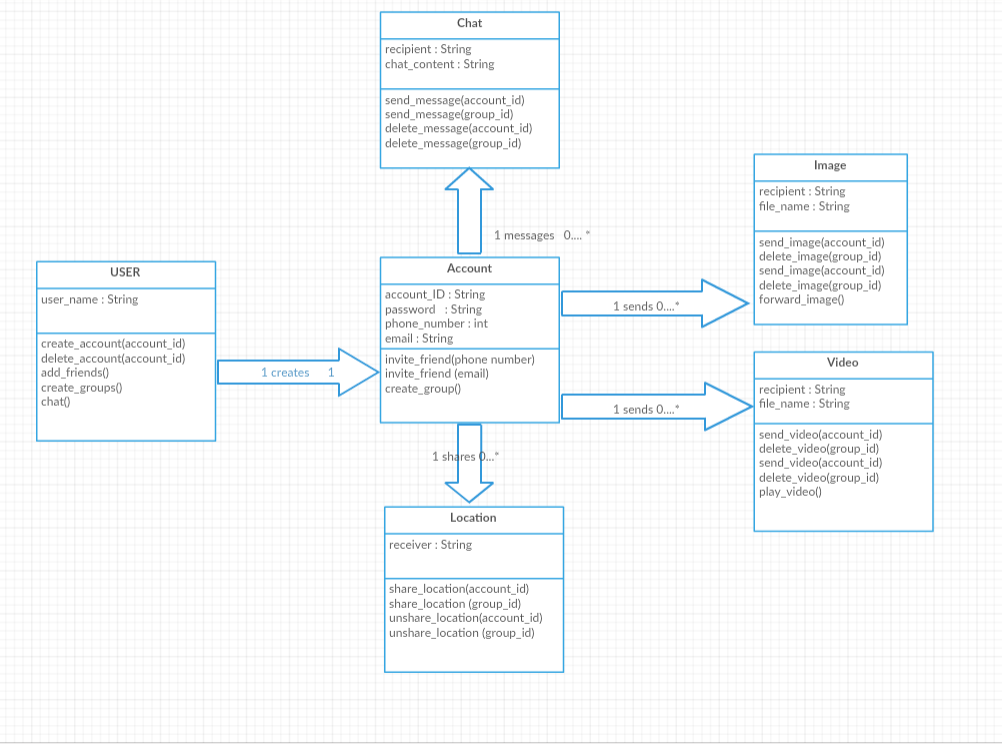 Chat
recipient : String
chat_content : String
send_message(account_id)
send_message(group_id)
delete_message(account_id)
delete_message(group_id)
1 messages 0.... *
Image
recipient : String
file_name : String
send_image(account_id)
delete_image(group_id)
send_image(account_id)
delete_image(group_id)
forward_image()
USER
user_name : String
create_account(account_id)
delete_account(account_id)
add_friends()
create_groups()
chat()
1 creates 1
Account
account_ID : String
password : String
phone_number : int
email : String
invite_friend(phone number)
invite_friend (email)
create_group()
1 sends 0....*
1 sends 0....*
Video
recipient : String
file_name : String
send_video(account_id)
delete_video(group_id)
send_video(account_id)
delete_video(group_id)
play_video()
1 shares 0...*
Location
receiver : String
share_location(account_id)
share_location (group_id)
unshare_location(account_id)
unshare_location (group_id)